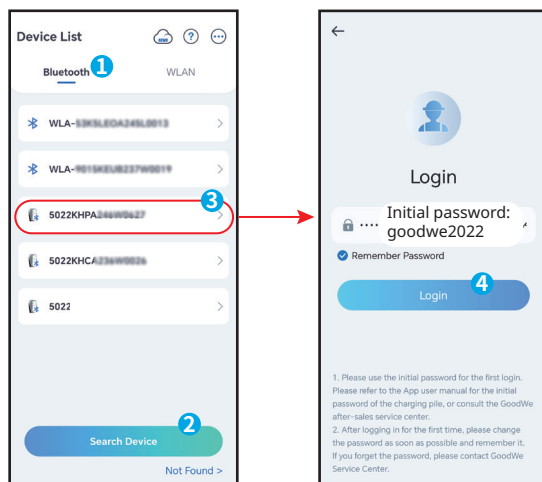 Device List
DEMO
?
Bluetooth
1
WLAN
WLA-
WLA-
3
5022KHPA
5022KHCA
5022
2
Search Device
Not Found >
Login
Initial password:
goodwe2022
Remember Password
4
Login
1. Please use the initial password for the first login.
Please refer to the App user manual for the initial
password of the charging pile, or consult the GoodWe
after-sales service center.
2. After logging in for the first time, please change
the password as soon as possible and remember it.
If you forget the password, please contact GoodWe
Service Center.